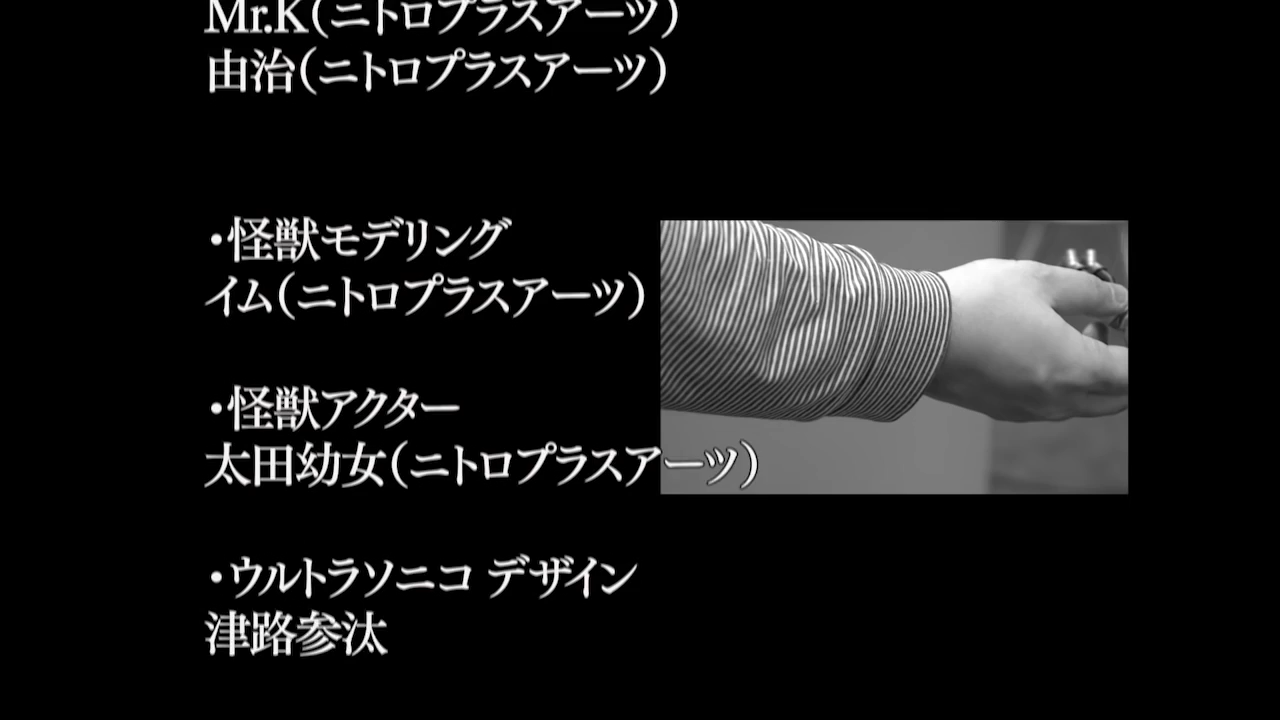 Mr.K(ニトロプラスアーツ)
由治(ニトロプラスアーツ)
・怪獣モデリング
イム(ニトロプラスアーツ)
・怪獣アクター
太田幼女(ニトロプラスアーツ)
・ウルトラソニコ デザイン
津路参汰